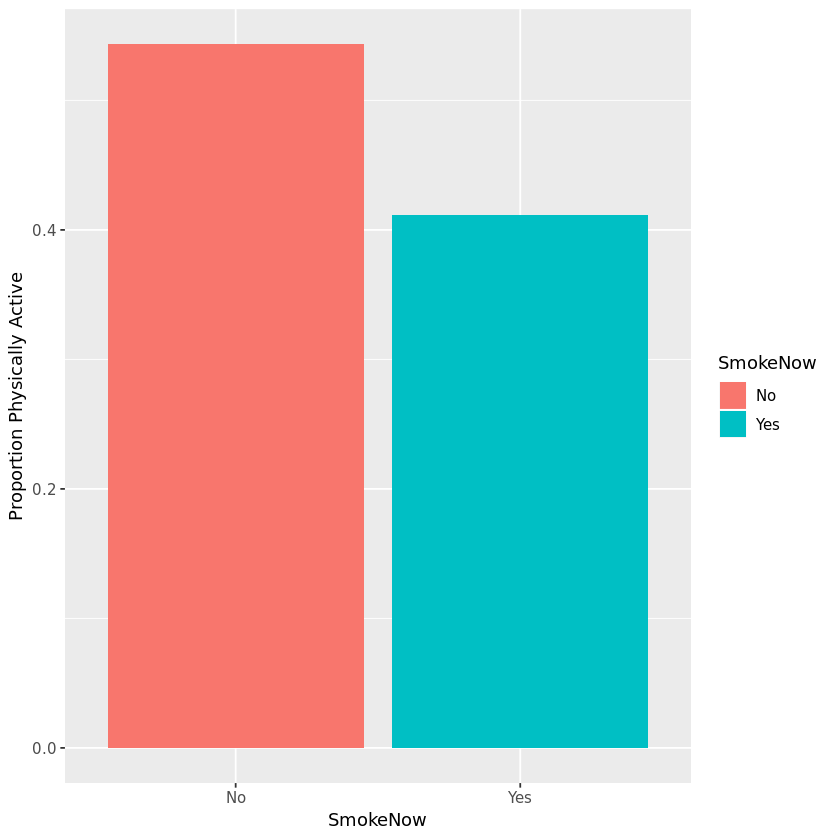 Proportion Physically Active
0.4
0.2
0.0
No
Yes
SmokeNow
SmokeNow
No
Yes